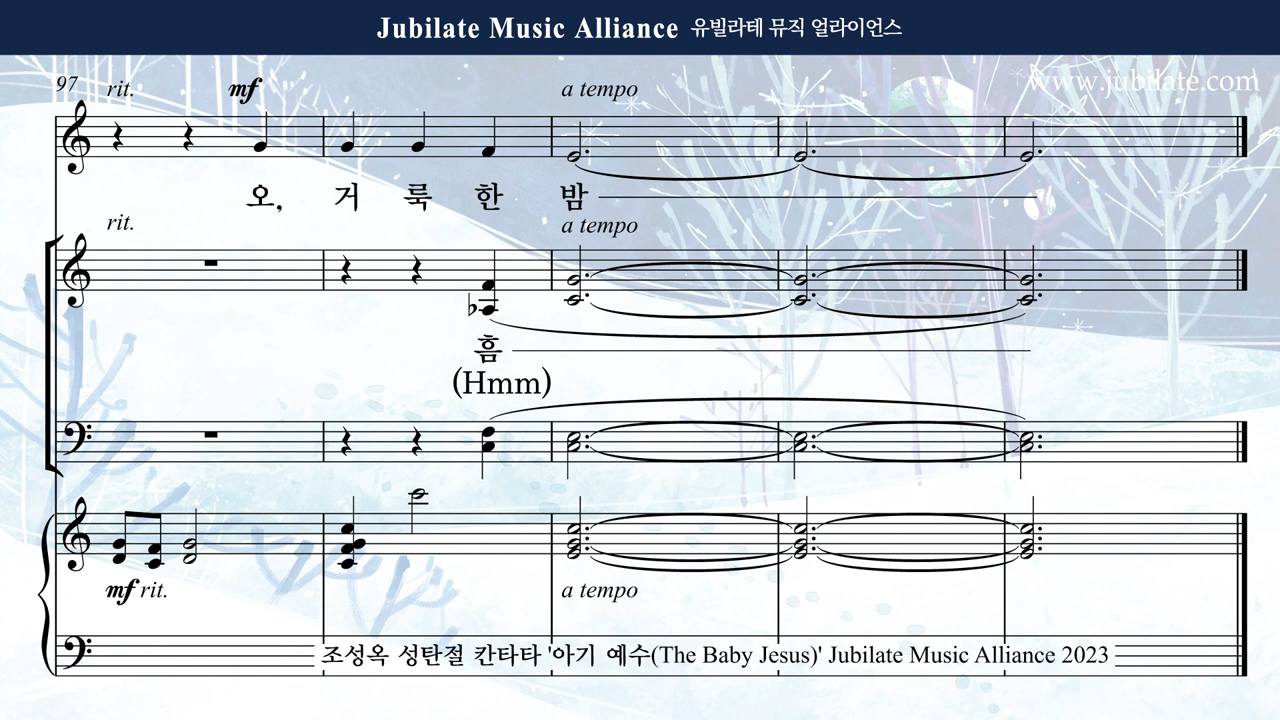 Jubilate Music Alliance 유빌라테 뮤직 얼라이언스
www.jubilate.com
97 rit. mf a tempo
오, 거 룩 한 밤
rit. a tempo
흠
(Hmm)
mf rit. a tempo
조성옥 성탄절 칸타타 '아기 예수(The Baby Jesus)' Jubilate Music Alliance 2023